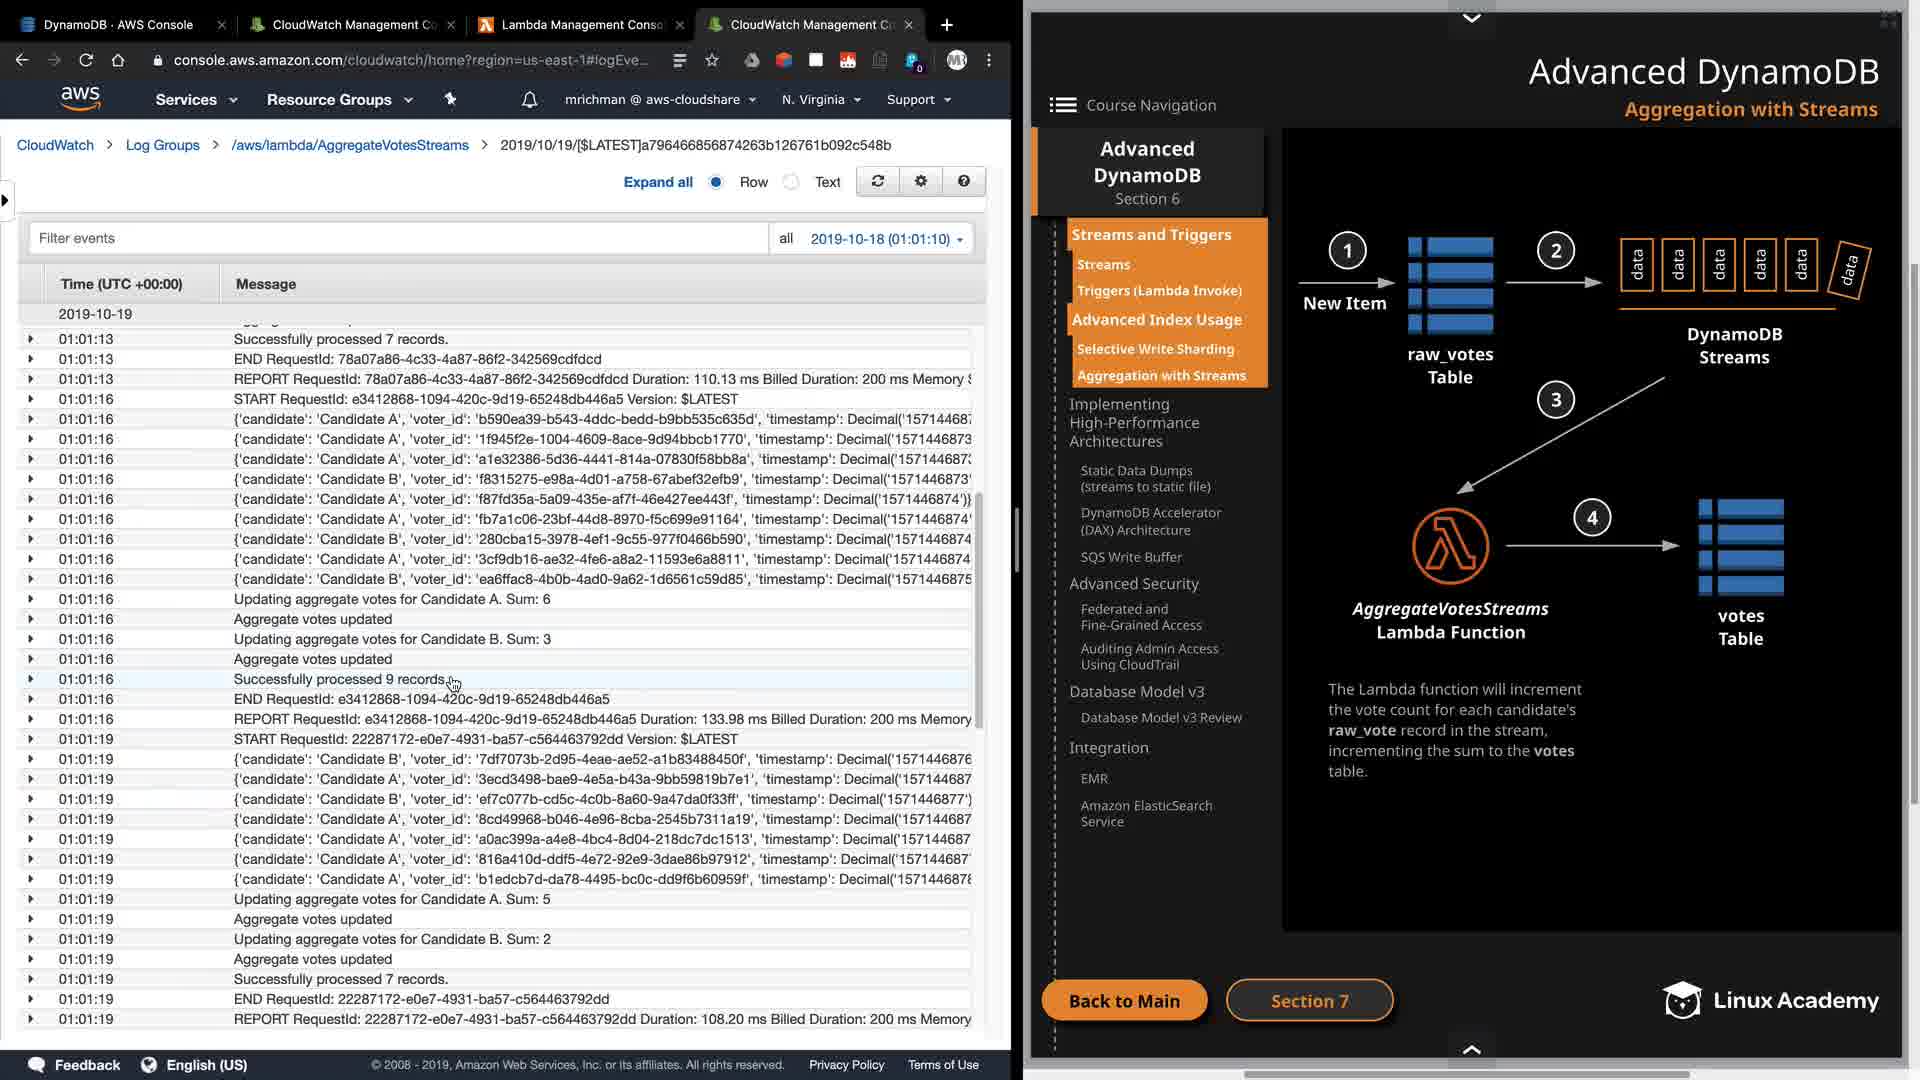 DynamoDB · AWS Console
CloudWatch Management Co
Lambda Management Conso
CloudWatch Management Co
console.aws.amazon.com/cloudwatch/home?region=us-east-1#logEve...
0
aws
Services
Resource Groups
mrichman @ aws-cloudshare
N. Virginia
Support
CloudWatch
Log Groups
/aws/lambda/AggregateVotesStreams
2019/10/19/[$LATEST]a796466856874263b126761b092c548b
Expand all
Row
Text
Filter events
all
2019-10-18 (01:01:10)
Time (UTC +00:00)
Message
2019-10-19
01:01:13 Successfully processed 7 records.
01:01:13 END RequestId: 78a07a86-4c33-4a87-86f2-342569cdfdcd
01:01:13 REPORT RequestId: 78a07a86-4c33-4a87-86f2-342569cdfdcd Duration: 110.13 ms Billed Duration: 200 ms Memory S
01:01:16 START RequestId: e3412868-1094-420c-9d19-65248db446a5 Version: $LATEST
01:01:16 {'candidate': 'Candidate A', 'voter_id': 'b590ea39-b543-4ddc-bedd-b9bb535c635d', 'timestamp': Decimal('157144687
01:01:16 {'candidate': 'Candidate A', 'voter_id': '1f945f2e-1004-4609-8ace-9d94bbcb1770', 'timestamp': Decimal('1571446873
01:01:16 {'candidate': 'Candidate A', 'voter_id': 'a1e32386-5d36-4441-814a-07830f58bb8a', 'timestamp': Decimal('1571446873
01:01:16 {'candidate': 'Candidate B', 'voter_id': 'f8315275-e98a-4d01-a758-67abef32efb9', 'timestamp': Decimal('1571446873'
01:01:16 {'candidate': 'Candidate A', 'voter_id': 'f87fd35a-5a09-435e-af7f-46e427ee443f', 'timestamp': Decimal('1571446874')}
01:01:16 {'candidate': 'Candidate A', 'voter_id': 'fb7a1c06-23bf-44d8-8970-f5c699e91164', 'timestamp': Decimal('1571446874'
01:01:16 {'candidate': 'Candidate B', 'voter_id': '280cba15-3978-4ef1-9c55-977f0466b590', 'timestamp': Decimal('1571446874
01:01:16 {'candidate': 'Candidate A', 'voter_id': '3cf9db16-ae32-4fe6-a8a2-11593e6a8811', 'timestamp': Decimal('1571446874
01:01:16 {'candidate': 'Candidate B', 'voter_id': 'ea6ffac8-4b0b-4ad0-9a62-1d6561c59d85', 'timestamp': Decimal('1571446875
01:01:16 Updating aggregate votes for Candidate A. Sum: 6
01:01:16 Aggregate votes updated
01:01:16 Updating aggregate votes for Candidate B. Sum: 3
01:01:16 Aggregate votes updated
01:01:16 Successfully processed 9 records.
01:01:16 END RequestId: e3412868-1094-420c-9d19-65248db446a5
01:01:16 REPORT RequestId: e3412868-1094-420c-9d19-65248db446a5 Duration: 133.98 ms Billed Duration: 200 ms Memory
01:01:19 START RequestId: 22287172-e0e7-4931-ba57-c564463792dd Version: $LATEST
01:01:19 {'candidate': 'Candidate B', 'voter_id': '7df7073b-2d95-4eae-ae52-a1b83488450f', 'timestamp': Decimal('1571446876
01:01:19 {'candidate': 'Candidate A', 'voter_id': '3ecd3498-bae9-4e5a-b43a-9bb59819b7e1', 'timestamp': Decimal('157144687
01:01:19 {'candidate': 'Candidate B', 'voter_id': 'ef7c077b-cd5c-4c0b-8a60-9a47da0f33ff', 'timestamp': Decimal('1571446877')
01:01:19 {'candidate': 'Candidate A', 'voter_id': '8cd49968-b046-4e96-8cba-2545b7311a19', 'timestamp': Decimal('157144687
01:01:19 {'candidate': 'Candidate A', 'voter_id': 'a0ac399a-a4e8-4bc4-8d04-218dc7dc1513', 'timestamp': Decimal('157144687
01:01:19 {'candidate': 'Candidate A', 'voter_id': '816a410d-ddf5-4e72-92e9-3dae86b97912', 'timestamp': Decimal('157144687
01:01:19 {'candidate': 'Candidate A', 'voter_id': 'b1edcb7d-da78-4495-bc0c-dd9f6b60959f', 'timestamp': Decimal('1571446878
01:01:19 Updating aggregate votes for Candidate A. Sum: 5
01:01:19 Aggregate votes updated
01:01:19 Updating aggregate votes for Candidate B. Sum: 2
01:01:19 Aggregate votes updated
01:01:19 Successfully processed 7 records.
01:01:19 END RequestId: 22287172-e0e7-4931-ba57-c564463792dd
01:01:19 REPORT RequestId: 22287172-e0e7-4931-ba57-c564463792dd Duration: 108.20 ms Billed Duration: 200 ms Memory
Feedback
English (US)
© 2008 - 2019, Amazon Web Services, Inc. or its affiliates. All rights reserved.
Privacy Policy
Terms of Use
Advanced DynamoDB
Aggregation with Streams
Course Navigation
Advanced
DynamoDB
Section 6
Streams and Triggers
Streams
Triggers (Lambda Invoke)
Advanced Index Usage
Selective Write Sharding
Aggregation with Streams
Implementing
High-Performance
Architectures
Static Data Dumps
(streams to static file)
DynamoDB Accelerator
(DAX) Architecture
SQS Write Buffer
Advanced Security
Federated and
Fine-Grained Access
Auditing Admin Access
Using CloudTrail
Database Model v3
Database Model v3 Review
Integration
EMR
Amazon ElasticSearch
Service
1
New Item
raw_votes
Table
2
data
data
data
data
data
data
DynamoDB
Streams
3
AggregateVotesStreams
Lambda Function
4
votes
Table
The Lambda function will increment
the vote count for each candidate's
raw_vote record in the stream,
incrementing the sum to the votes
table.
Back to Main
Section 7
Linux Academy